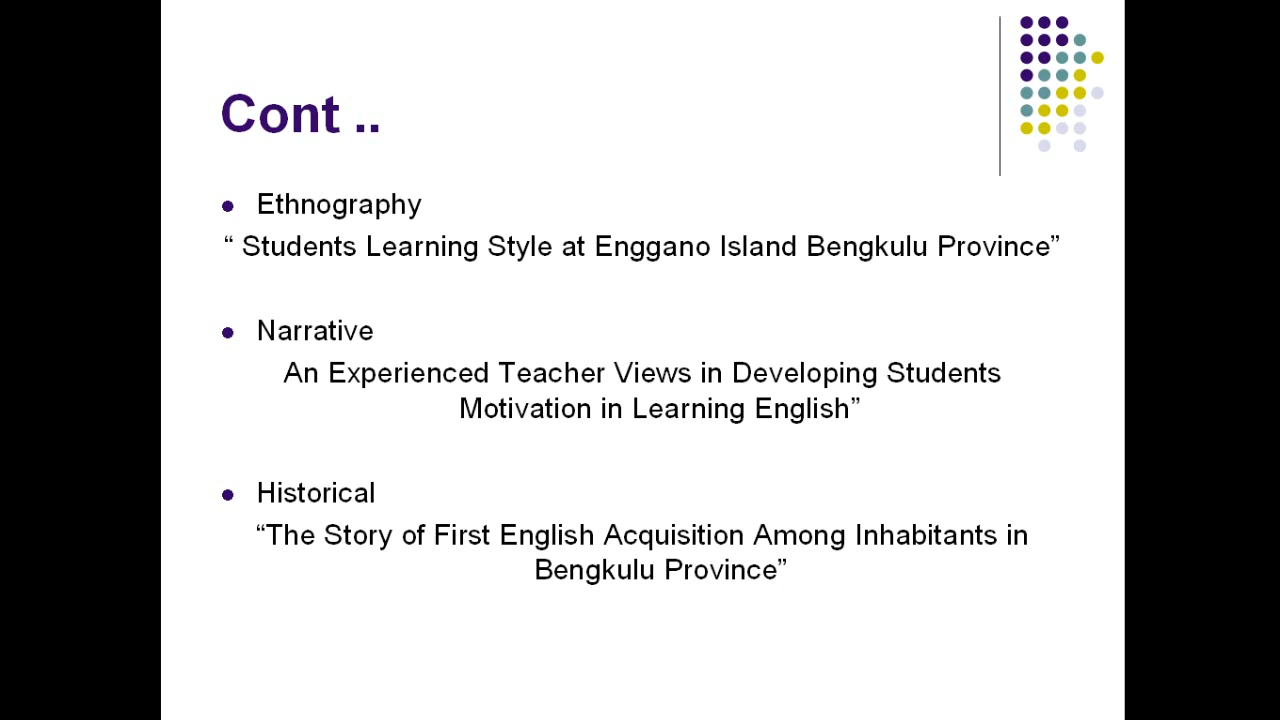 Cont ..
Ethnography
“ Students Learning Style at Enggano Island Bengkulu Province”
Narrative
An Experienced Teacher Views in Developing Students
Motivation in Learning English”
Historical
“The Story of First English Acquisition Among Inhabitants in
Bengkulu Province”